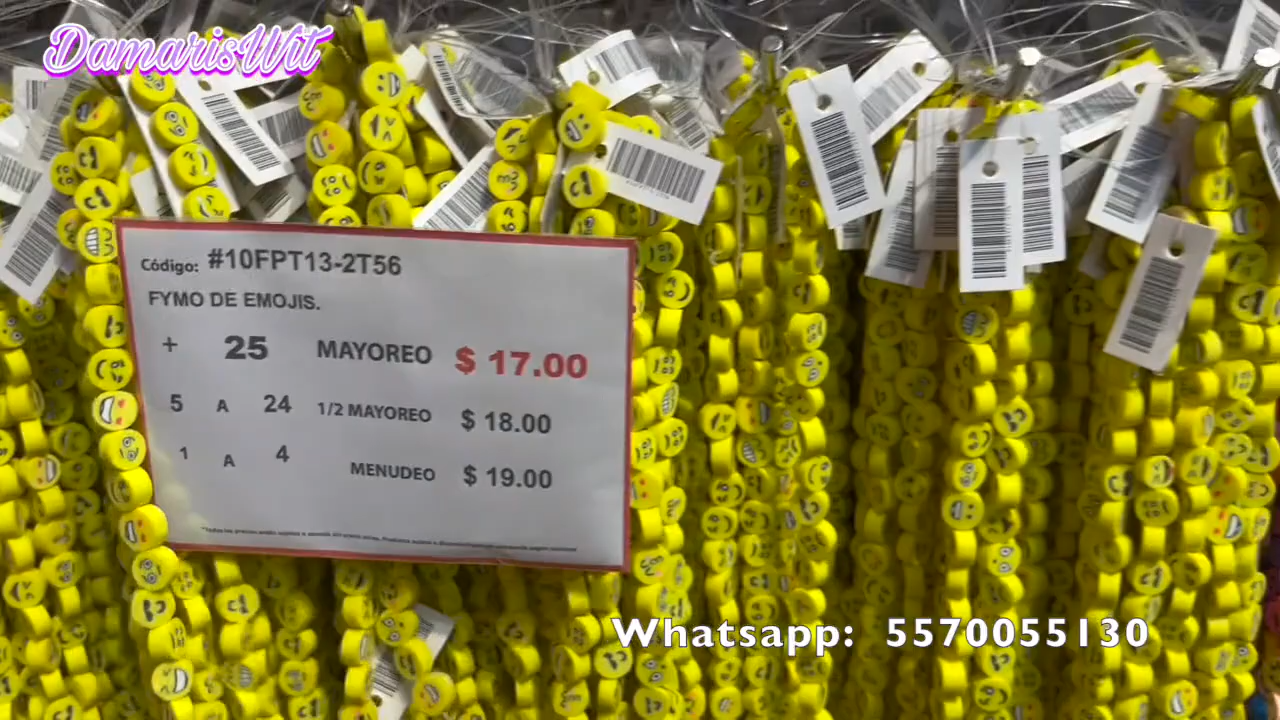 DamarisWit
Código: #10FPT13-2T56
FYMO DE EMOJIS.
+ 25 MAYOREO $ 17.00
5 A 24 1/2 MAYOREO $ 18.00
1 A 4 MENUDEO $ 19.00
Whatsapp: 5570055130